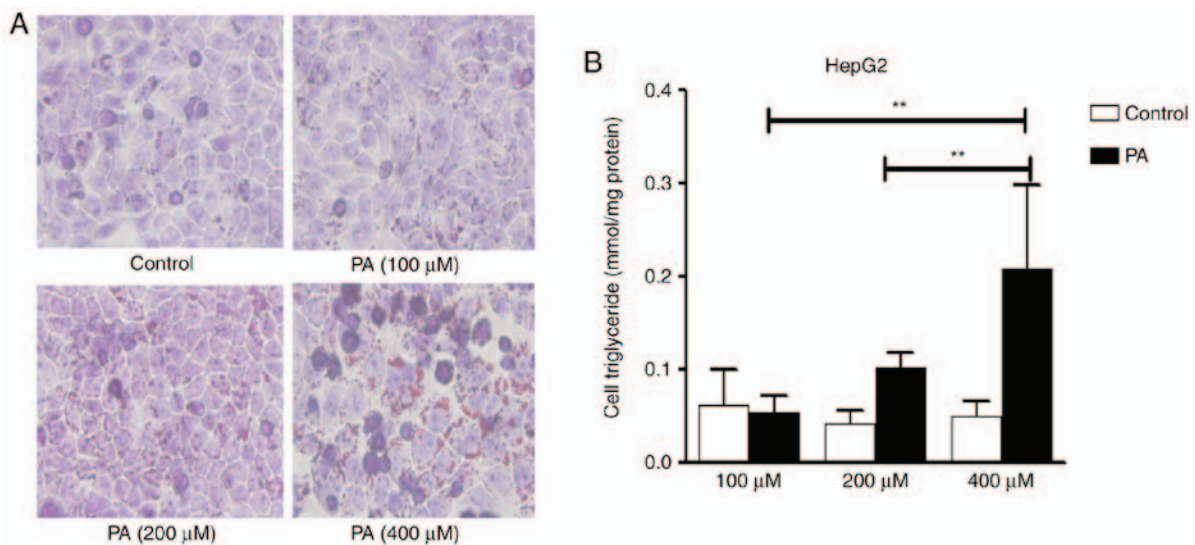 A
Control
PA (100 μM)
PA (200 μM)
PA (400 μM)
B
HepG2
Cell triglyceride (mmol/mg protein)
0.4
0.3
0.2
0.1
0.0
**
**
100 μM
200 μM
400 μM
Control
PA